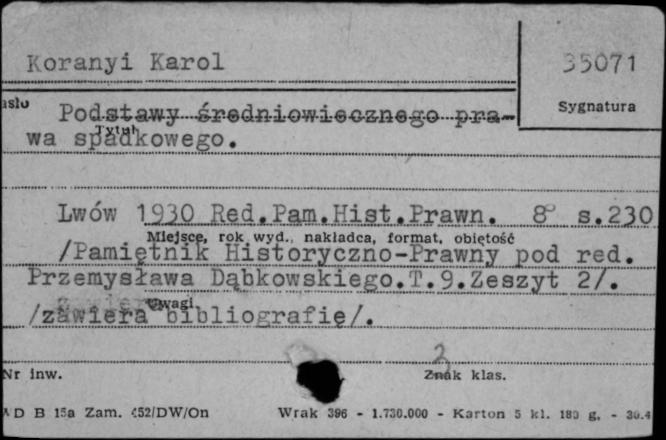 Koranyi Karol
35071
asło
Sygnatura
Podstawy średniowiecznego pra-
Tytuł
wa spadkowego.
Lwów 1930 Red.Pam.Hist.Prawn. 8° s.230
Miejsce, rok wyd., nakładca, format, objętość
/Pamiętnik Historyczno-Prawny pod red.
Przemysława Dąbkowskiego.T.9.Zeszyt 2/.
Uwagi
/zawiera bibliografię/.
2
Nr inw.
Znak klas.
A D B 15a Zam. 452/DW/On
Wrak 396 - 1.730.000 - Karton 5 kl. 180 g. - 30.4